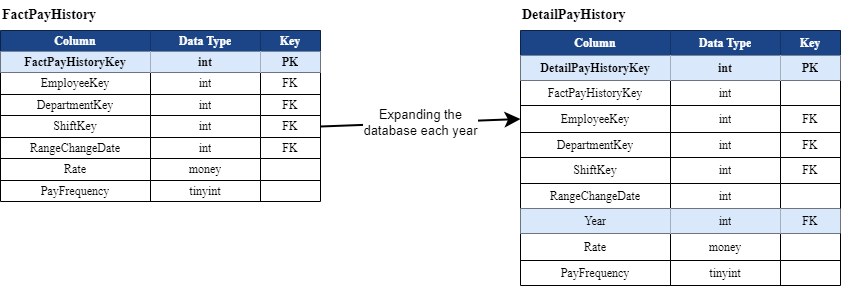 FactPayHistory
Column Data Type Key
FactPayHistoryKey int PK
EmployeeKey int FK
DepartmentKey int FK
ShiftKey int FK
RangeChangeDate int FK
Rate money
PayFrequency tinyint
Expanding the
database each year
DetailPayHistory
Column Data Type Key
DetailPayHistoryKey int PK
FactPayHistoryKey int
EmployeeKey int FK
DepartmentKey int FK
ShiftKey int FK
RangeChangeDate int
Year int FK
Rate money
PayFrequency tinyint